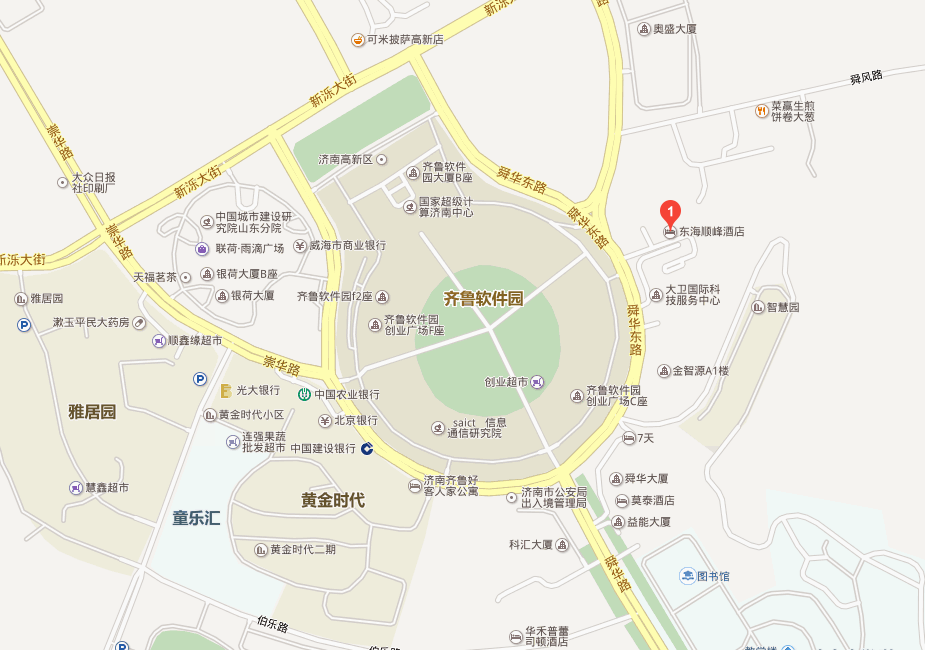 新泺大街
舜华东路
奥盛大厦
可米披萨高新店
舜风路
新泺大街
菜赢生煎
饼卷大葱
崇华路
济南高新区
齐鲁软件
园大厦B座
大众日报
社印刷厂
新泺大街
舜华东路
国家超级计
算济南中心
中国城市建设研
究院山东分院
舜华东路
1
东海顺峰酒店
崇华路
联荷·雨滴广场
威海市商业银行
新泺大街
天福茗茶
银荷大厦B座
雅居园
银荷大厦
齐鲁软件园f2座
齐鲁软件园
大卫国际科
技服务中心
智慧园
P
漱玉平民大药房
齐鲁软件园
创业广场F座
舜华东路
顺鑫缘超市
崇华路
金智源A1楼
P
光大银行
中国农业银行
创业超市
齐鲁软件园
创业广场C座
雅居园
黄金时代小区
北京银行
saict 信息
通信研究院
7天
连强果蔬
批发超市
中国建设银行
慧鑫超市
济南齐鲁好
客人家公寓
舜华大厦
黄金时代
济南市公安局
出入境管理局
莫泰酒店
童乐汇
益能大厦
黄金时代二期
科汇大厦
舜华路
图书馆
伯乐路
华禾普蕾
司顿酒店
P